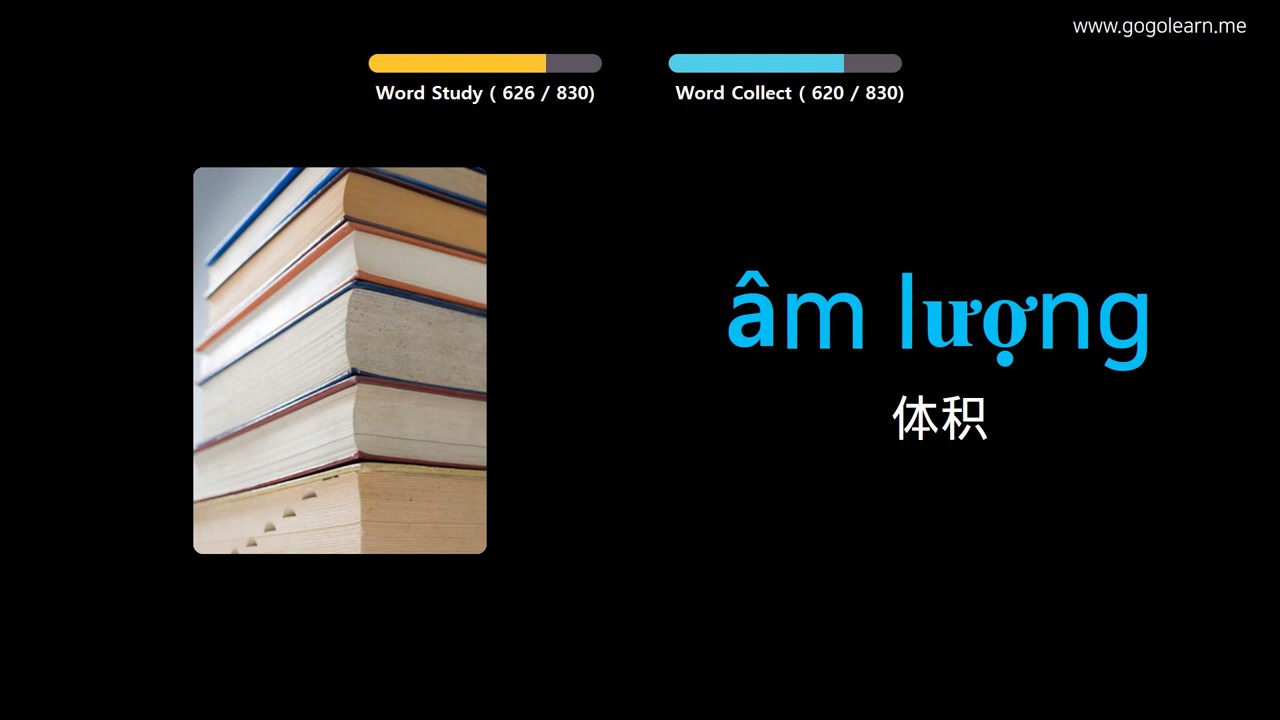 www.gogolearn.me
Word Study ( 626 / 830)
Word Collect ( 620 / 830)
âm lượng
体积